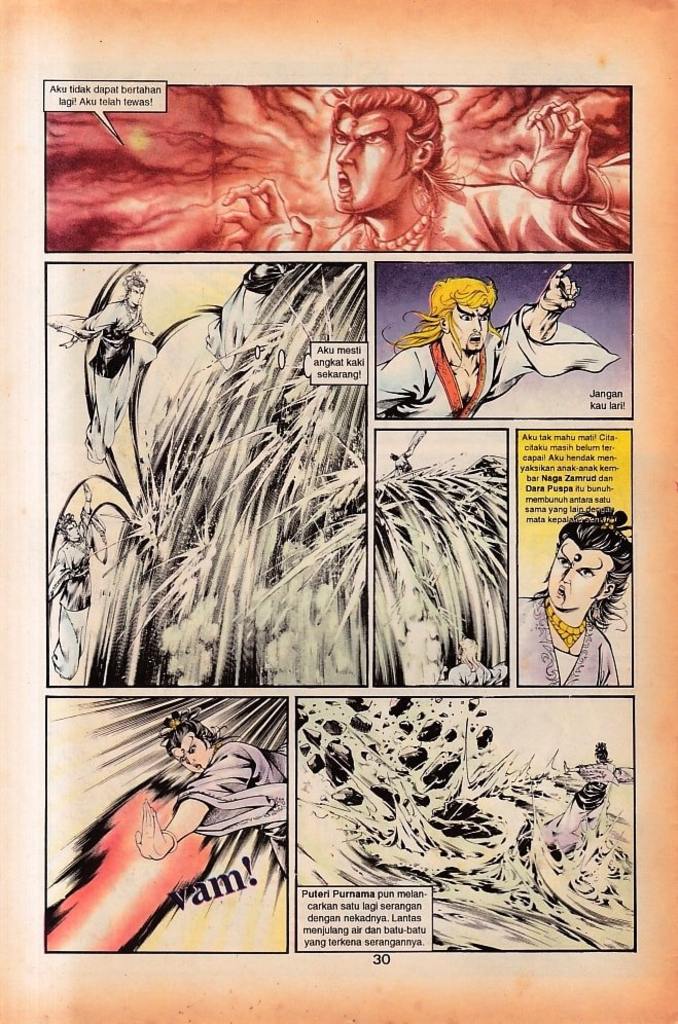 Aku tidak dapat bertahan
lagi! Aku telah tewas!
Aku mesti
angkat kaki
sekarang!
Jangan
kau lari!
Aku tak mahu mati! Cita-
citaku masih belum ter-
capai! Aku hendak men-
yaksikan anak-anak kem-
bar Naga Zamrud dan
Dara Puspa itu bunuh-
membunuh antara satu
sama yang lain dengan
mata kepala
vam!
Puteri Purnama pun melan-
carkan satu lagi serangan
dengan nekadnya. Lantas
menjulang air dan batu-batu
yang terkena serangannya.
30